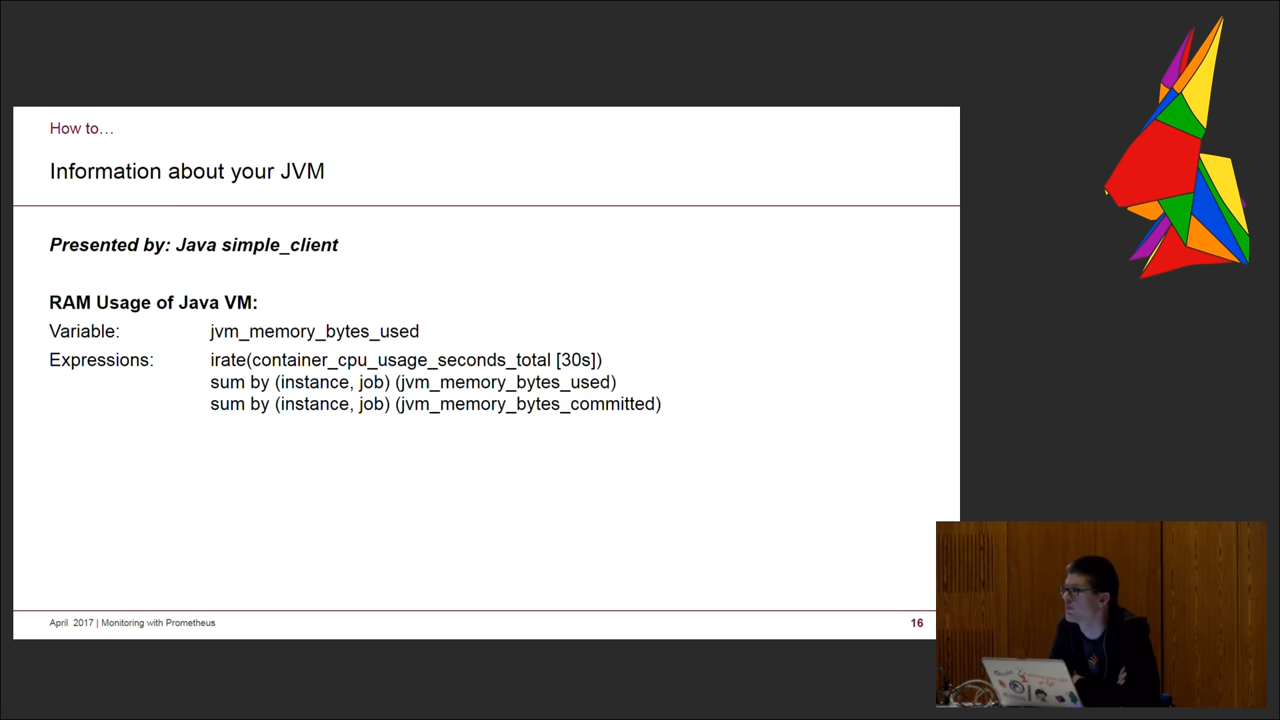 How to…
Information about your JVM
Presented by: Java simple_client
RAM Usage of Java VM:
Variable: jvm_memory_bytes_used
Expressions: irate(container_cpu_usage_seconds_total [30s])
sum by (instance, job) (jvm_memory_bytes_used)
sum by (instance, job) (jvm_memory_bytes_committed)
April 2017 | Monitoring with Prometheus
16